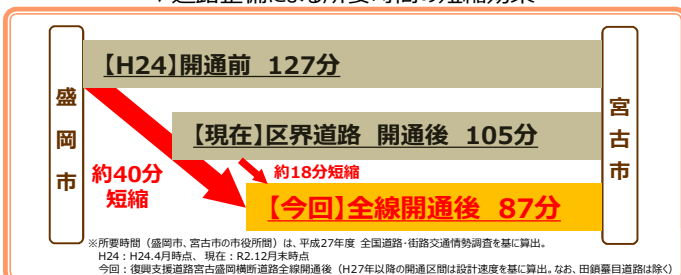 【H24】開通前 127分
盛岡市
宮古市
【現在】区界道路 開通後 105分
約40分
短縮
約18分短縮
【今回】全線開通後 87分
※所要時間(盛岡市、宮古市の市役所間)は、平成27年度 全国道路・街路交通情勢調査を基に算出。
H24:H24.4月時点、 現在:R2.12月末時点
今回:復興支援道路宮古盛岡横断道路全線開通後(H27年以降の開通区間は設計速度を基に算出。なお、田鎖蟇目道路は除く)